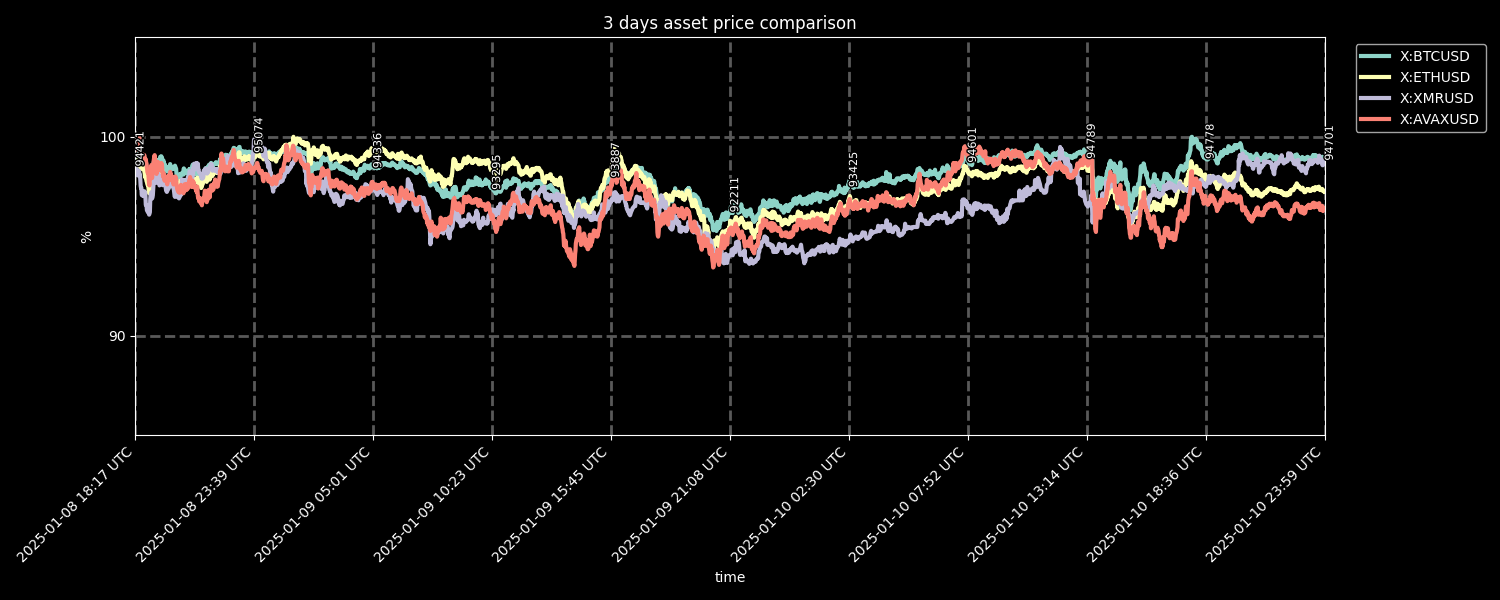 3 days asset price comparison
X:BTCUSD
X:ETHUSD
X:XMRUSD
X:AVAXUSD
%
100
90
94421
95074
94336
93295
93887
92211
93425
94601
94789
94778
94701
2025-01-08 18:17 UTC
2025-01-08 23:39 UTC
2025-01-09 05:01 UTC
2025-01-09 10:23 UTC
2025-01-09 15:45 UTC
2025-01-09 21:08 UTC
2025-01-10 02:30 UTC
2025-01-10 07:52 UTC
2025-01-10 13:14 UTC
2025-01-10 18:36 UTC
2025-01-10 23:59 UTC
time